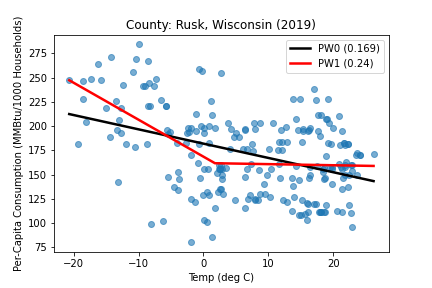 County: Rusk, Wisconsin (2019)
Per-Capita Consumption (MMBtu/1000 Households)
275
250
225
200
175
150
125
100
75
PW0 (0.169)
PW1 (0.24)
−20
−10
0
10
20
Temp (deg C)